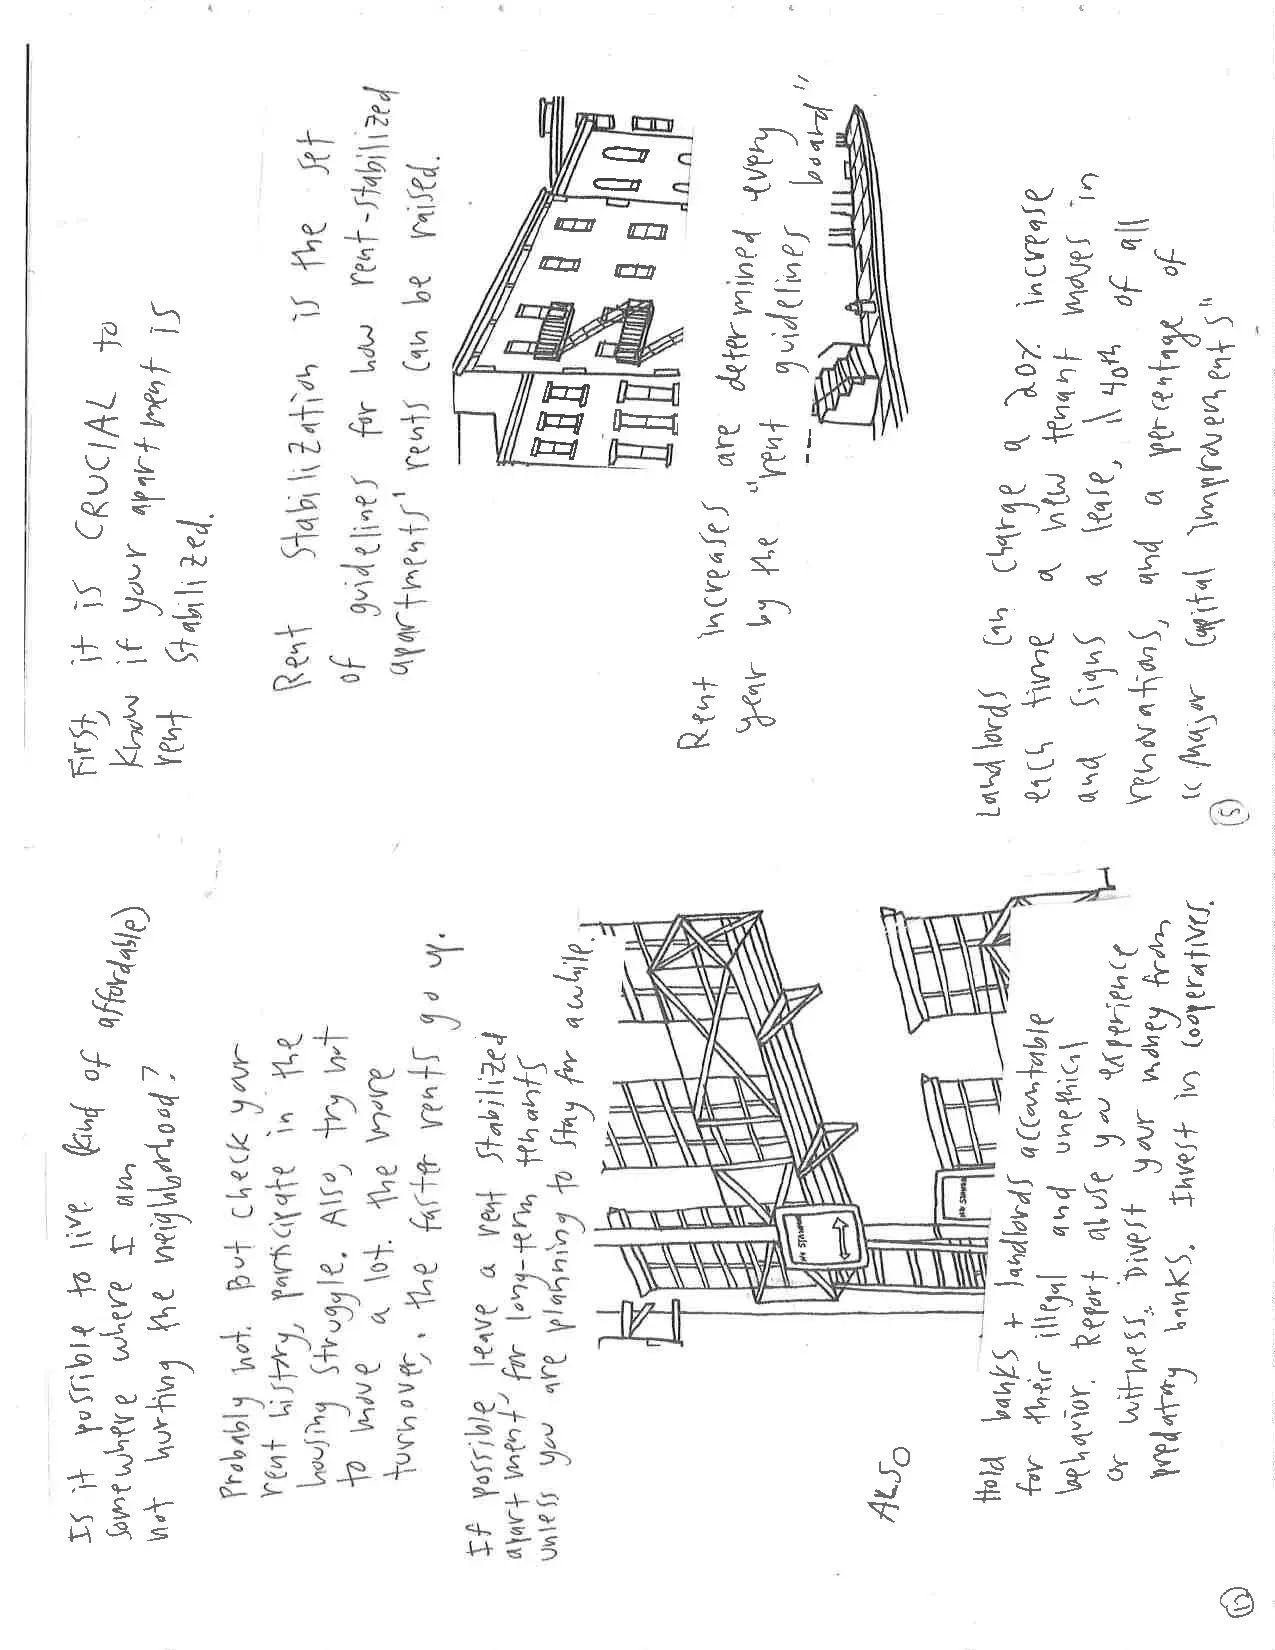 Is it possible to live (kind of affordable)
somewhere where I am
not hurting the neighborhood?
Probably not. But check your
rent history, participate in the
housing struggle. Also, try not
to move a lot. the more
turnover, the faster rents go up.
If possible, leave a rent stabilized
apartment, for long-term tenants
unless you are planning to stay for awhile.
NO STANDING
NO STANDING
ALSO
Hold banks + landlords accountable
for their illegal and unethical
behavior. Report abuse you experience
or witness. Divest your money from
predatory banks. Invest in cooperatives.
First, it is CRUCIAL to
know if your apartment is
rent stabilized.
Rent Stabilization is the set
of guidelines for how rent-stabilized
apartments' rents can be raised.
Rent increases are determined every
year by the "rent guidelines board"
Landlords can charge a 20% increase
each time a new tenant moves in
and signs a lease, 1/40th of all
renovations, and a percentage of
"Major Capital Improvements"
5